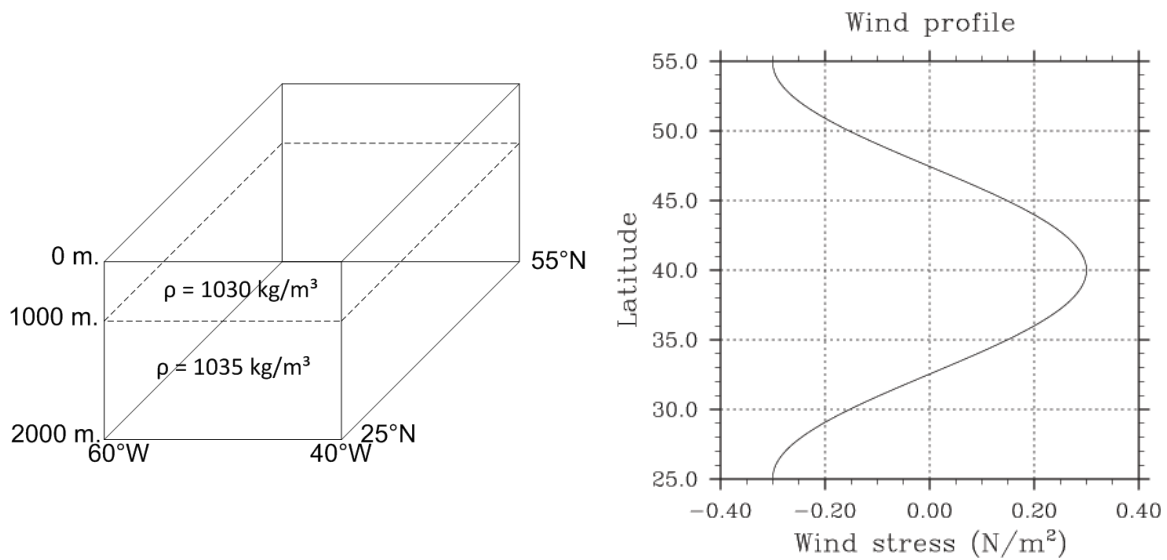 0 m.
1000 m.
2000 m.
ρ = 1030 kg/m³
ρ = 1035 kg/m³
60°W
40°W
25°N
55°N
Wind profile
55.0
50.0
45.0
40.0
35.0
30.0
25.0
Latitude
−0.40 −0.20 0.00 0.20 0.40
Wind stress (N/m²)